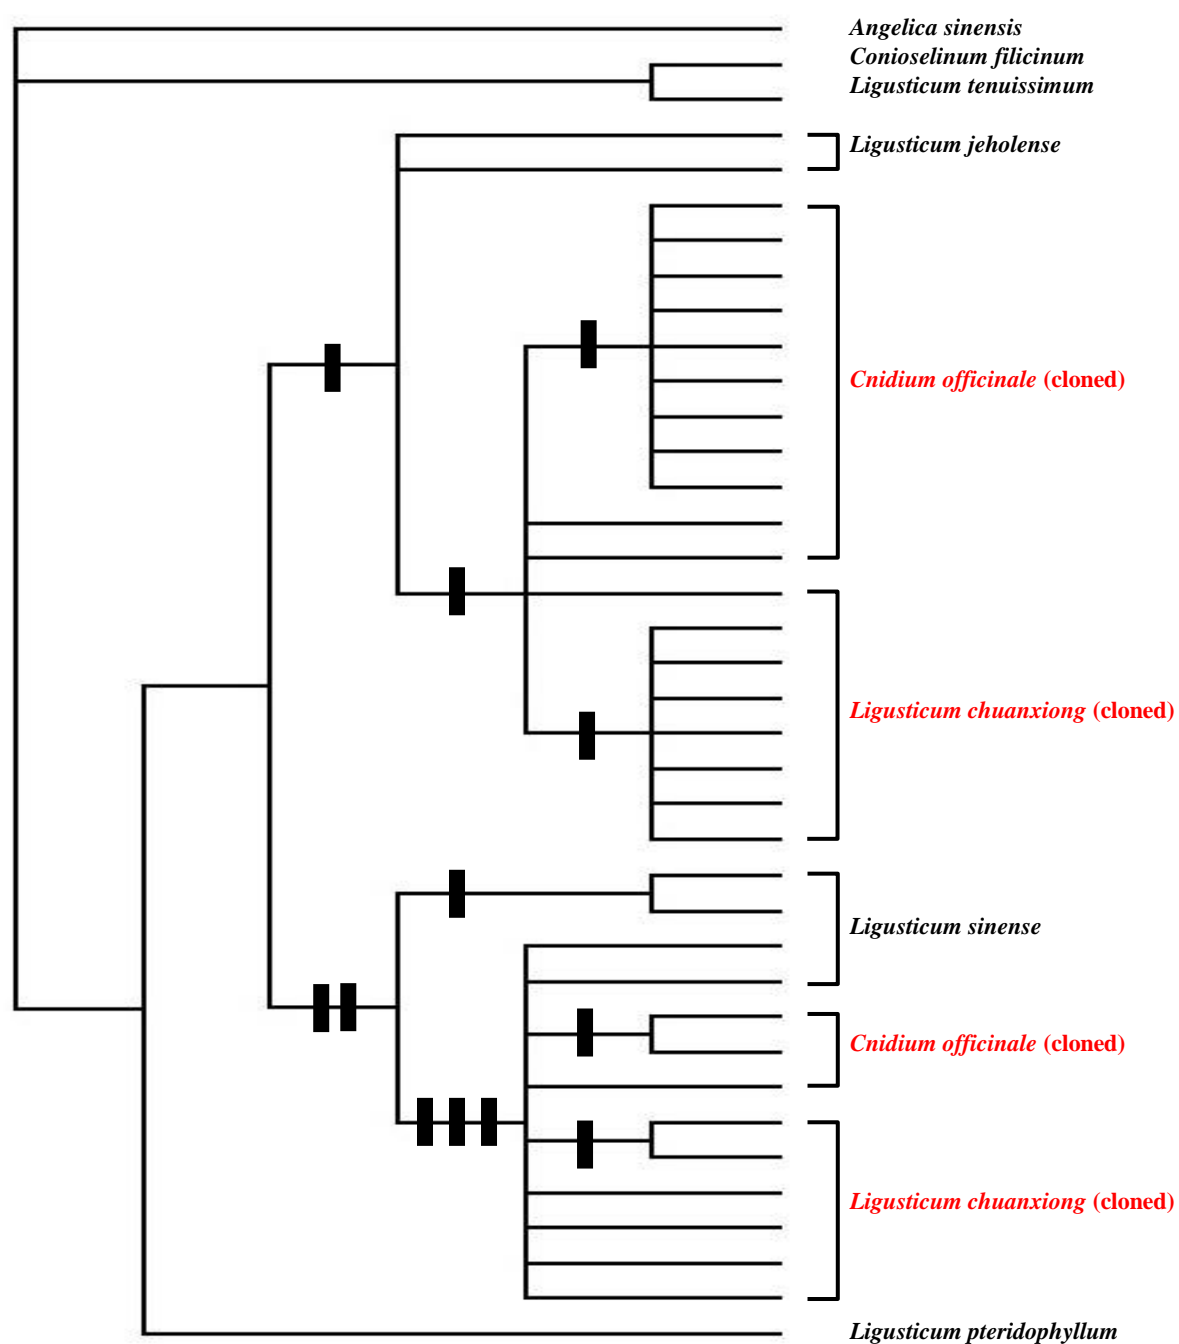 Angelica sinensis
Conioselinum filicinum
Ligusticum tenuissimum
Ligusticum jeholense
Cnidium officinale (cloned)
Ligusticum chuanxiong (cloned)
Ligusticum sinense
Cnidium officinale (cloned)
Ligusticum chuanxiong (cloned)
Ligusticum pteridophyllum